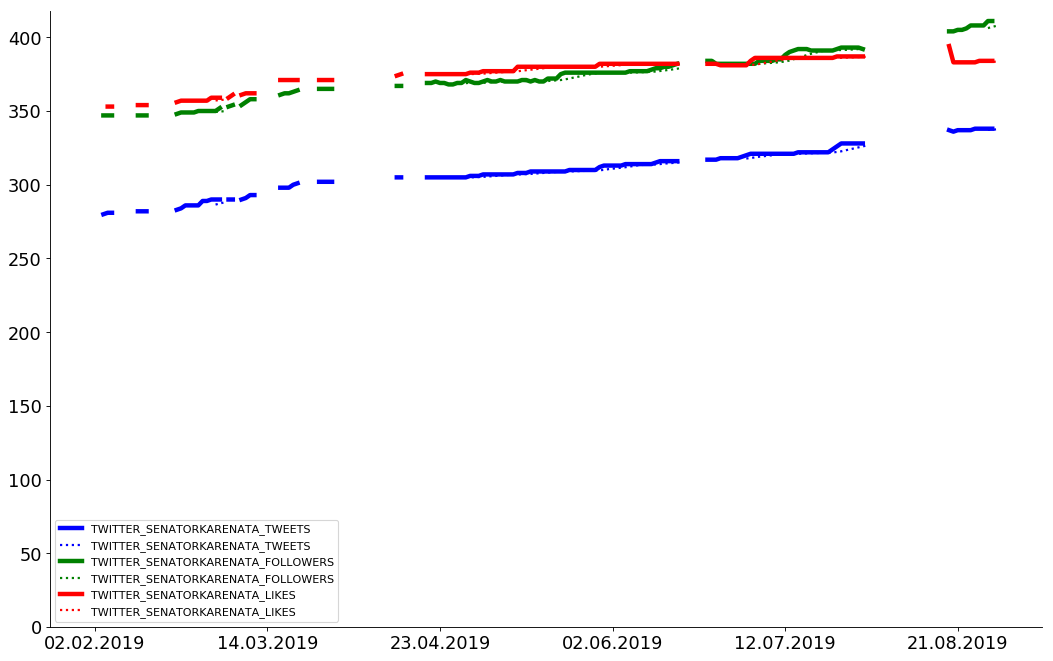 400
350
300
250
200
150
100
50
0
TWITTER_SENATORKARENATA_TWEETS
TWITTER_SENATORKARENATA_TWEETS
TWITTER_SENATORKARENATA_FOLLOWERS
TWITTER_SENATORKARENATA_FOLLOWERS
TWITTER_SENATORKARENATA_LIKES
TWITTER_SENATORKARENATA_LIKES
02.02.2019 14.03.2019 23.04.2019 02.06.2019 12.07.2019 21.08.2019